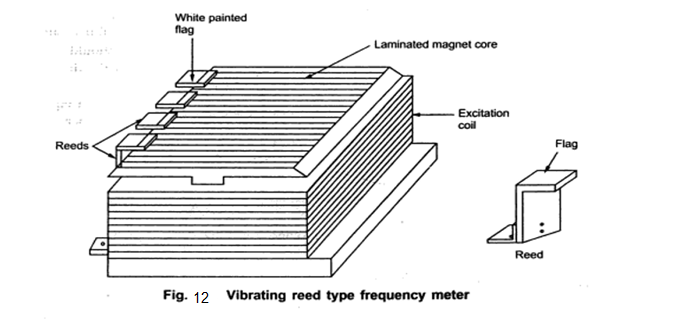 White painted
flag
Laminated magnet core
Excitation
coil
Reeds
Flag
Reed
Fig. 12 Vibrating reed type frequency meter